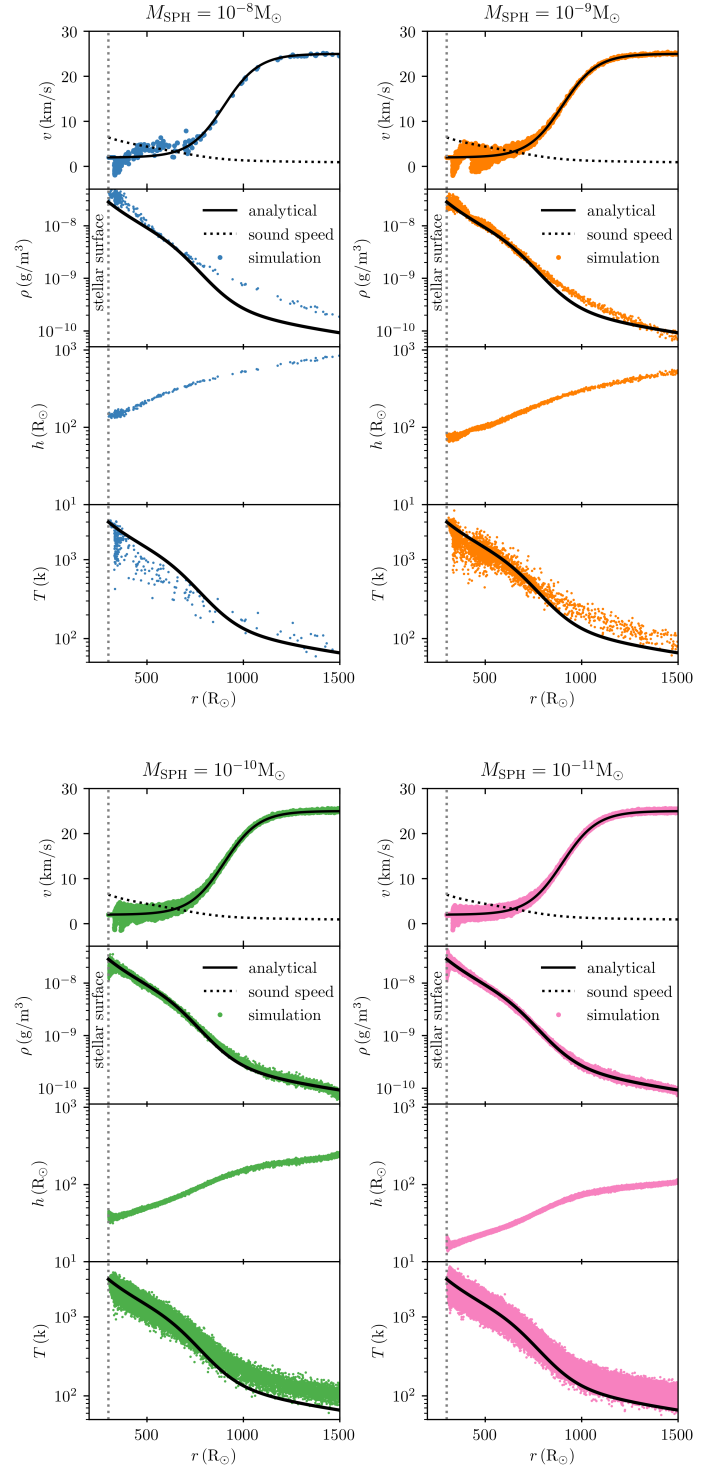 M_SPH = 10^−8 M_⊙
30
20
10
0
v (km/s)
10^−8
10^−9
10^−10
ρ (g/m^3)
stellar surface
analytical
sound speed
simulation
10^3
10^2
10^1
h (R_⊙)
10^3
10^2
T (k)
500
1000
1500
r (R_⊙)
M_SPH = 10^−9 M_⊙
30
20
10
0
v (km/s)
10^−8
10^−9
10^−10
ρ (g/m^3)
stellar surface
analytical
sound speed
simulation
10^3
10^2
10^1
h (R_⊙)
10^3
10^2
T (k)
500
1000
1500
r (R_⊙)
M_SPH = 10^−10 M_⊙
30
20
10
0
v (km/s)
10^−8
10^−9
10^−10
ρ (g/m^3)
stellar surface
analytical
sound speed
simulation
10^3
10^2
10^1
h (R_⊙)
10^3
10^2
T (k)
500
1000
1500
r (R_⊙)
M_SPH = 10^−11 M_⊙
30
20
10
0
v (km/s)
10^−8
10^−9
10^−10
ρ (g/m^3)
stellar surface
analytical
sound speed
simulation
10^3
10^2
10^1
h (R_⊙)
10^3
10^2
T (k)
500
1000
1500
r (R_⊙)